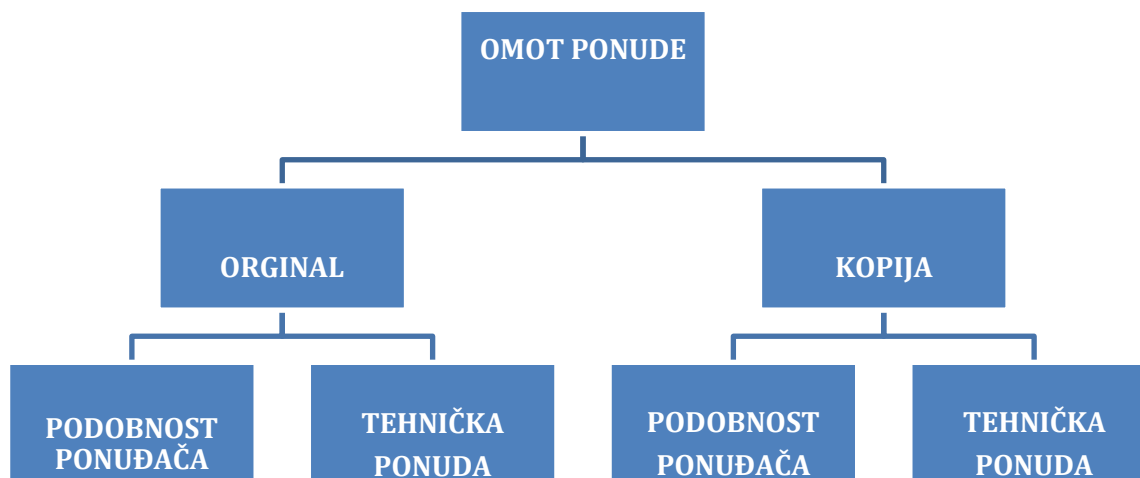 OMOT PONUDE
ORGINAL
KOPIJA
PODOBNOST
PONUĐAČA
TEHNIČKA
PONUDA
PODOBNOST
PONUĐAČA
TEHNIČKA
PONUDA